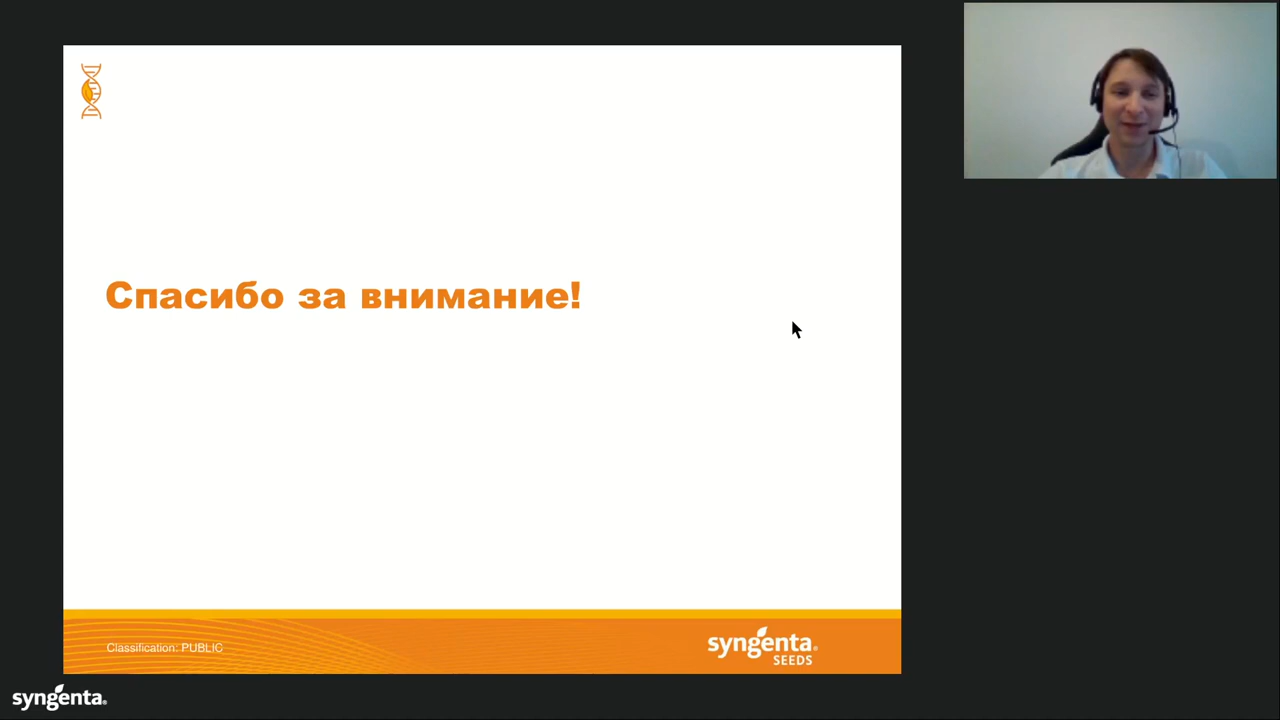 Спасибо за внимание!
Classification: PUBLIC
syngenta®
SEEDS
syngenta®